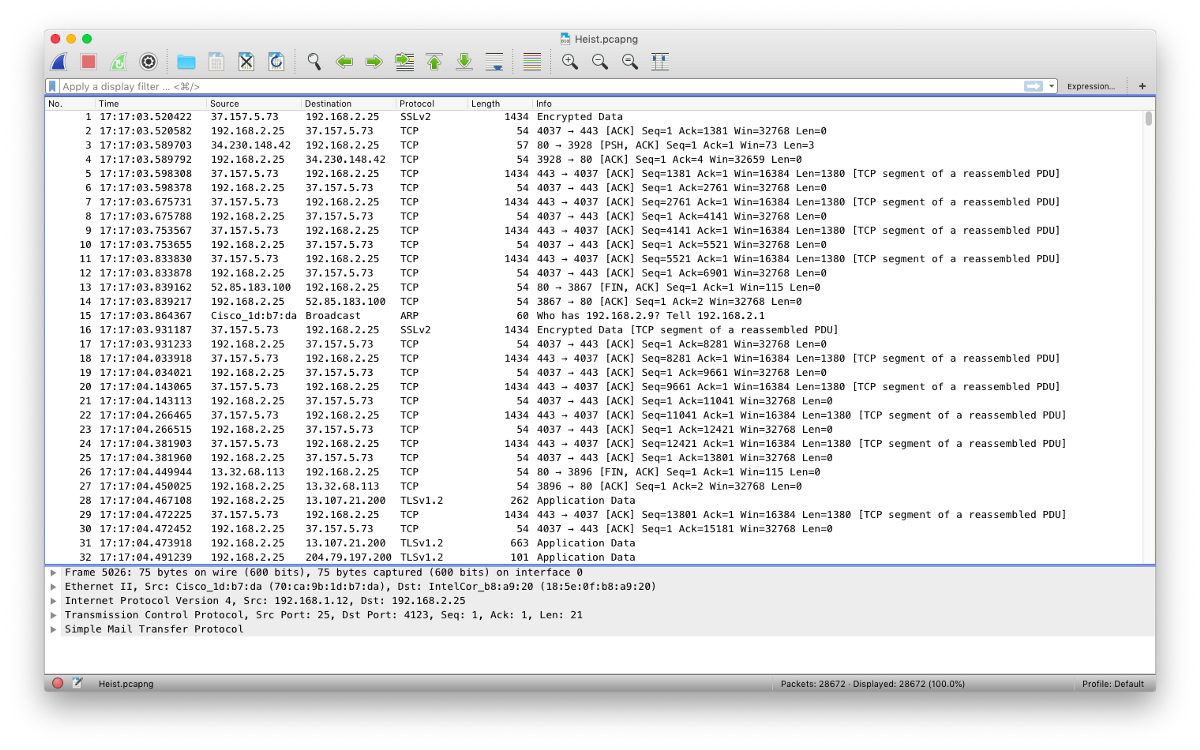 Heist.pcapng
Apply a display filter ... <⌘/>
Expression...
+
No. Time Source Destination Protocol Length Info
1 17:17:03.520422 37.157.5.73 192.168.2.25 SSLv2 1434 Encrypted Data
2 17:17:03.520582 192.168.2.25 37.157.5.73 TCP 54 4037 → 443 [ACK] Seq=1 Ack=1381 Win=32768 Len=0
3 17:17:03.589703 34.230.148.42 192.168.2.25 TCP 57 80 → 3928 [PSH, ACK] Seq=1 Ack=1 Win=73 Len=3
4 17:17:03.589792 192.168.2.25 34.230.148.42 TCP 54 3928 → 80 [ACK] Seq=1 Ack=4 Win=32659 Len=0
5 17:17:03.598308 37.157.5.73 192.168.2.25 TCP 1434 443 → 4037 [ACK] Seq=1381 Ack=1 Win=16384 Len=1380 [TCP segment of a reassembled PDU]
6 17:17:03.598378 192.168.2.25 37.157.5.73 TCP 54 4037 → 443 [ACK] Seq=1 Ack=2761 Win=32768 Len=0
7 17:17:03.675731 37.157.5.73 192.168.2.25 TCP 1434 443 → 4037 [ACK] Seq=2761 Ack=1 Win=16384 Len=1380 [TCP segment of a reassembled PDU]
8 17:17:03.675788 192.168.2.25 37.157.5.73 TCP 54 4037 → 443 [ACK] Seq=1 Ack=4141 Win=32768 Len=0
9 17:17:03.753567 37.157.5.73 192.168.2.25 TCP 1434 443 → 4037 [ACK] Seq=4141 Ack=1 Win=16384 Len=1380 [TCP segment of a reassembled PDU]
10 17:17:03.753655 192.168.2.25 37.157.5.73 TCP 54 4037 → 443 [ACK] Seq=1 Ack=5521 Win=32768 Len=0
11 17:17:03.833830 37.157.5.73 192.168.2.25 TCP 1434 443 → 4037 [ACK] Seq=5521 Ack=1 Win=16384 Len=1380 [TCP segment of a reassembled PDU]
12 17:17:03.833878 192.168.2.25 37.157.5.73 TCP 54 4037 → 443 [ACK] Seq=1 Ack=6901 Win=32768 Len=0
13 17:17:03.839162 52.85.183.100 192.168.2.25 TCP 54 80 → 3867 [FIN, ACK] Seq=1 Ack=1 Win=115 Len=0
14 17:17:03.839217 192.168.2.25 52.85.183.100 TCP 54 3867 → 80 [ACK] Seq=1 Ack=2 Win=32768 Len=0
15 17:17:03.864367 Cisco_1d:b7:da Broadcast ARP 60 Who has 192.168.2.9? Tell 192.168.2.1
16 17:17:03.931187 37.157.5.73 192.168.2.25 SSLv2 1434 Encrypted Data [TCP segment of a reassembled PDU]
17 17:17:03.931233 192.168.2.25 37.157.5.73 TCP 54 4037 → 443 [ACK] Seq=1 Ack=8281 Win=32768 Len=0
18 17:17:04.033918 37.157.5.73 192.168.2.25 TCP 1434 443 → 4037 [ACK] Seq=8281 Ack=1 Win=16384 Len=1380 [TCP segment of a reassembled PDU]
19 17:17:04.034021 192.168.2.25 37.157.5.73 TCP 54 4037 → 443 [ACK] Seq=1 Ack=9661 Win=32768 Len=0
20 17:17:04.143065 37.157.5.73 192.168.2.25 TCP 1434 443 → 4037 [ACK] Seq=9661 Ack=1 Win=16384 Len=1380 [TCP segment of a reassembled PDU]
21 17:17:04.143113 192.168.2.25 37.157.5.73 TCP 54 4037 → 443 [ACK] Seq=1 Ack=11041 Win=32768 Len=0
22 17:17:04.266465 37.157.5.73 192.168.2.25 TCP 1434 443 → 4037 [ACK] Seq=11041 Ack=1 Win=16384 Len=1380 [TCP segment of a reassembled PDU]
23 17:17:04.266515 192.168.2.25 37.157.5.73 TCP 54 4037 → 443 [ACK] Seq=1 Ack=12421 Win=32768 Len=0
24 17:17:04.381903 37.157.5.73 192.168.2.25 TCP 1434 443 → 4037 [ACK] Seq=12421 Ack=1 Win=16384 Len=1380 [TCP segment of a reassembled PDU]
25 17:17:04.381960 192.168.2.25 37.157.5.73 TCP 54 4037 → 443 [ACK] Seq=1 Ack=13801 Win=32768 Len=0
26 17:17:04.449944 13.32.68.113 192.168.2.25 TCP 54 80 → 3896 [FIN, ACK] Seq=1 Ack=1 Win=115 Len=0
27 17:17:04.450025 192.168.2.25 13.32.68.113 TCP 54 3896 → 80 [ACK] Seq=1 Ack=2 Win=32768 Len=0
28 17:17:04.467108 192.168.2.25 13.107.21.200 TLSv1.2 262 Application Data
29 17:17:04.472225 37.157.5.73 192.168.2.25 TCP 1434 443 → 4037 [ACK] Seq=13801 Ack=1 Win=16384 Len=1380 [TCP segment of a reassembled PDU]
30 17:17:04.472452 192.168.2.25 37.157.5.73 TCP 54 4037 → 443 [ACK] Seq=1 Ack=15181 Win=32768 Len=0
31 17:17:04.473918 192.168.2.25 13.107.21.200 TLSv1.2 663 Application Data
32 17:17:04.491239 192.168.2.25 204.79.197.200 TLSv1.2 101 Application Data
Frame 5026: 75 bytes on wire (600 bits), 75 bytes captured (600 bits) on interface 0
Ethernet II, Src: Cisco_1d:b7:da (70:ca:9b:1d:b7:da), Dst: IntelCor_b8:a9:20 (18:5e:0f:b8:a9:20)
Internet Protocol Version 4, Src: 192.168.1.12, Dst: 192.168.2.25
Transmission Control Protocol, Src Port: 25, Dst Port: 4123, Seq: 1, Ack: 1, Len: 21
Simple Mail Transfer Protocol
Heist.pcapng
Packets: 28672 · Displayed: 28672 (100.0%)
Profile: Default